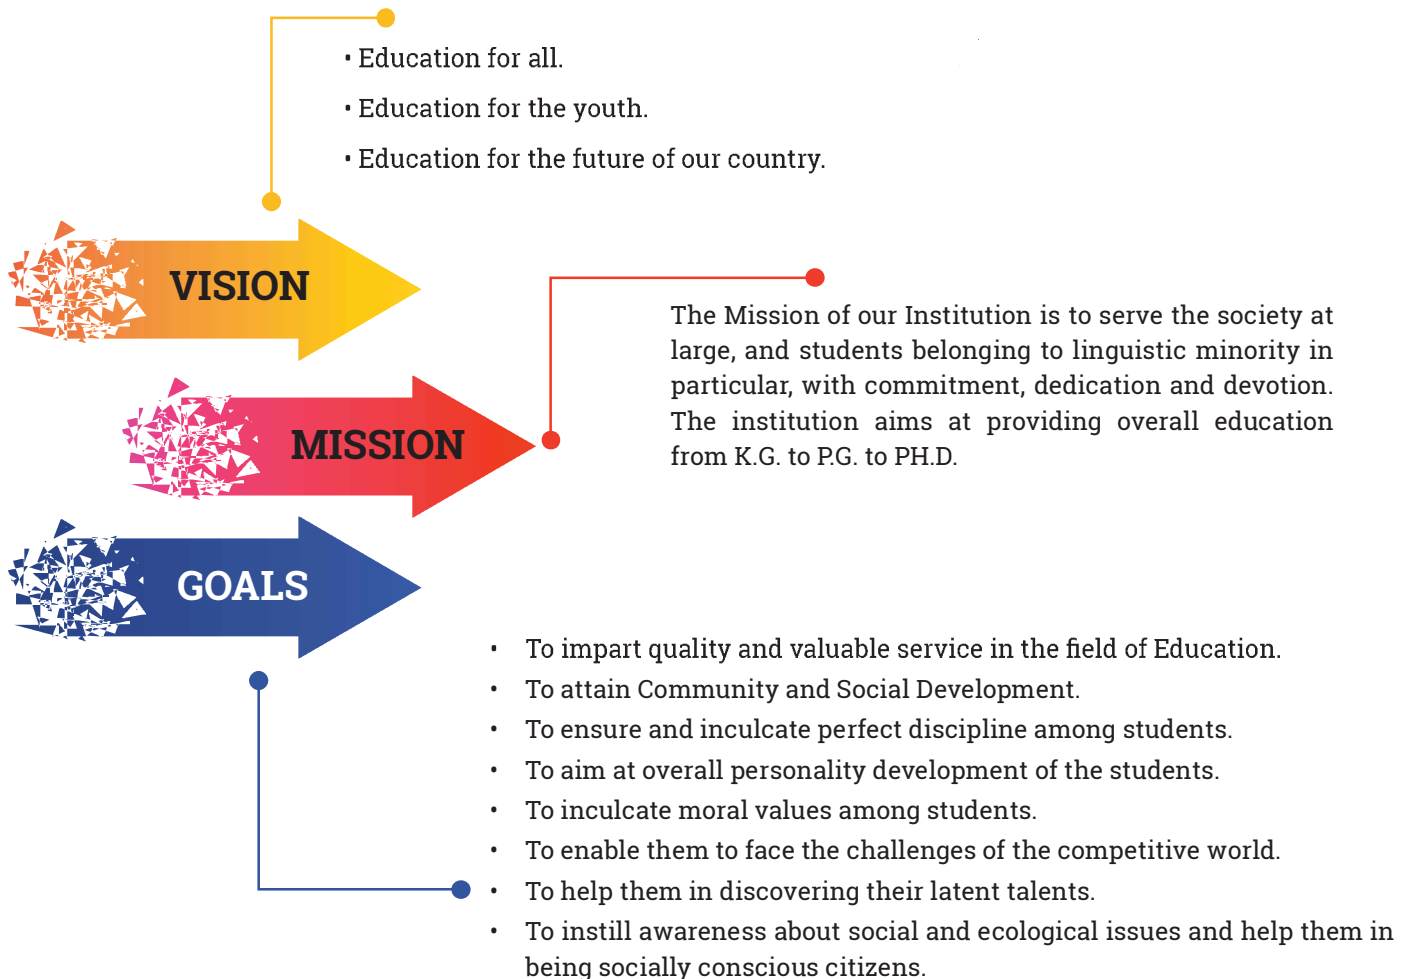 • Education for all.
• Education for the youth.
• Education for the future of our country.
VISION
The Mission of our Institution is to serve the society at
large, and students belonging to linguistic minority in
particular, with commitment, dedication and devotion.
The institution aims at providing overall education
from K.G. to P.G. to PH.D.
MISSION
GOALS
• To impart quality and valuable service in the field of Education.
• To attain Community and Social Development.
• To ensure and inculcate perfect discipline among students.
• To aim at overall personality development of the students.
• To inculcate moral values among students.
• To enable them to face the challenges of the competitive world.
• To help them in discovering their latent talents.
• To instill awareness about social and ecological issues and help them in
being socially conscious citizens.